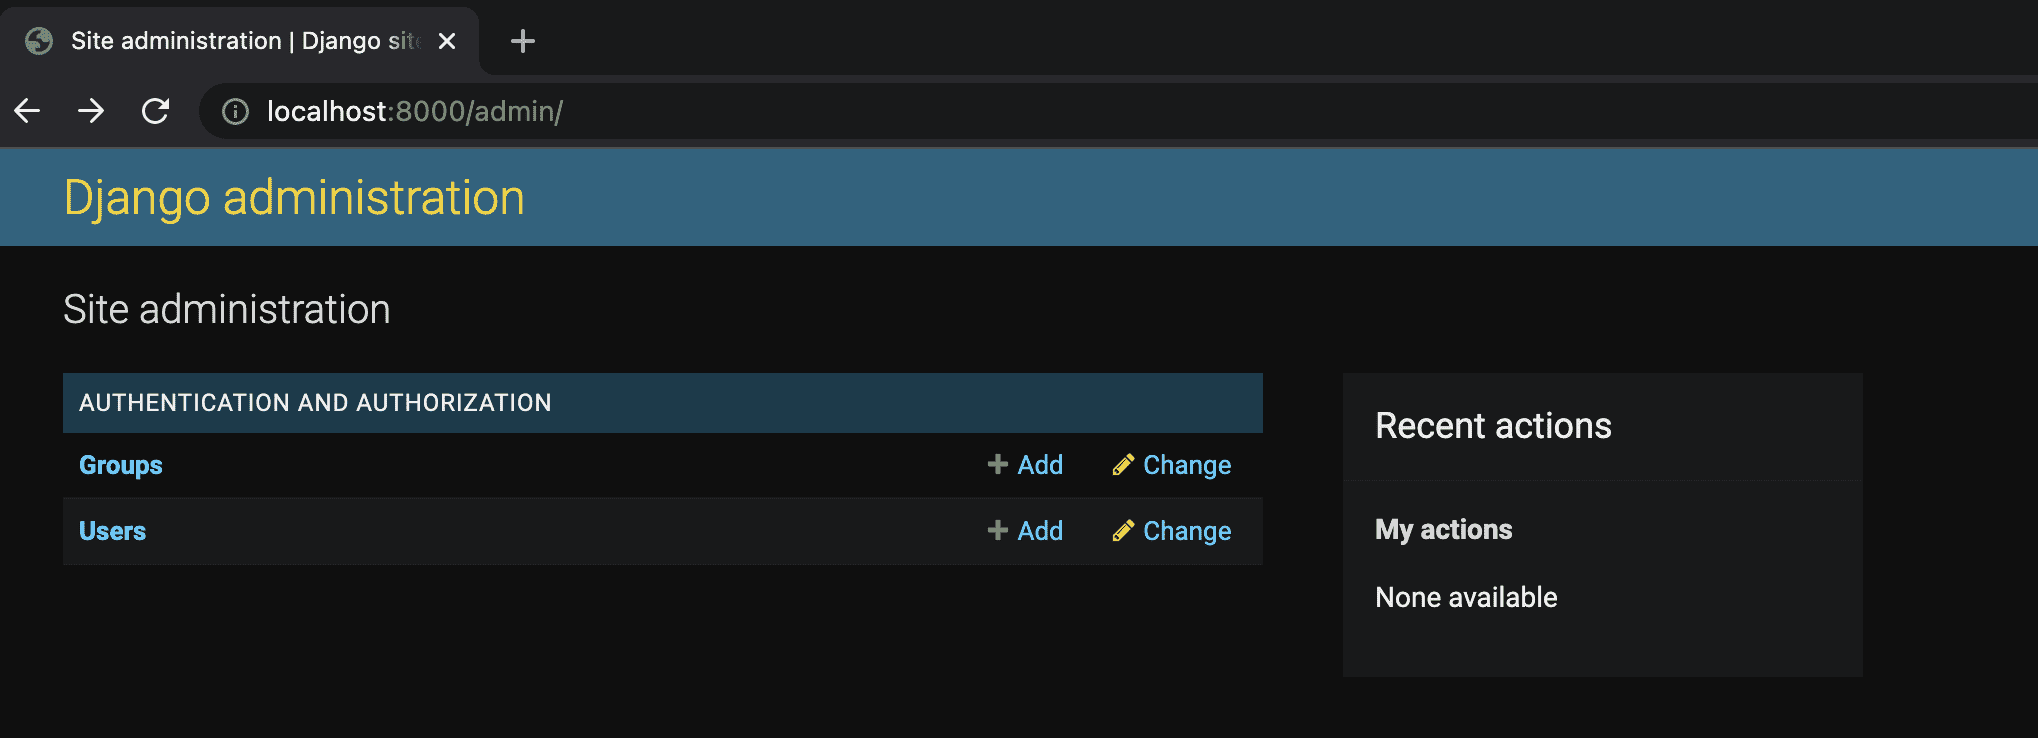 Site administration | Django site
localhost:8000/admin/
Django administration
Site administration
AUTHENTICATION AND AUTHORIZATION
Groups Add Change
Users Add Change
Recent actions
My actions
None available